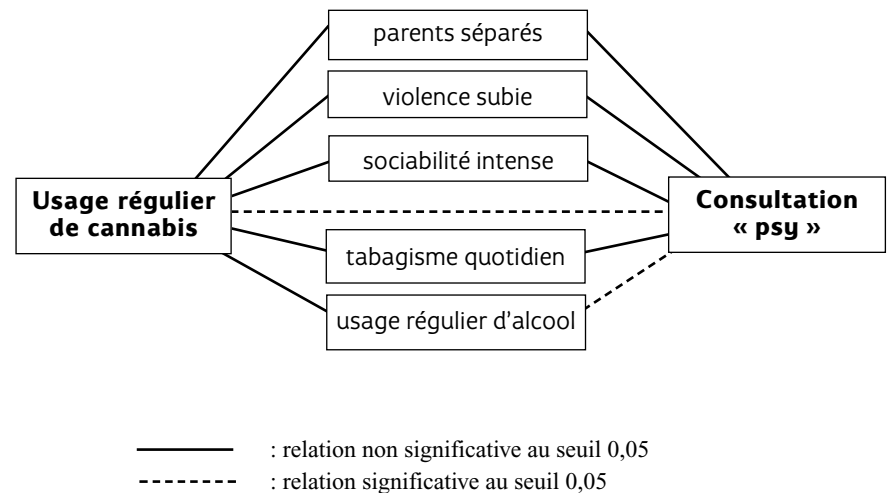 parents séparés
violence subie
sociabilité intense
Usage régulier
de cannabis
Consultation
« psy »
tabagisme quotidien
usage régulier d'alcool
: relation non significative au seuil 0,05
: relation significative au seuil 0,05